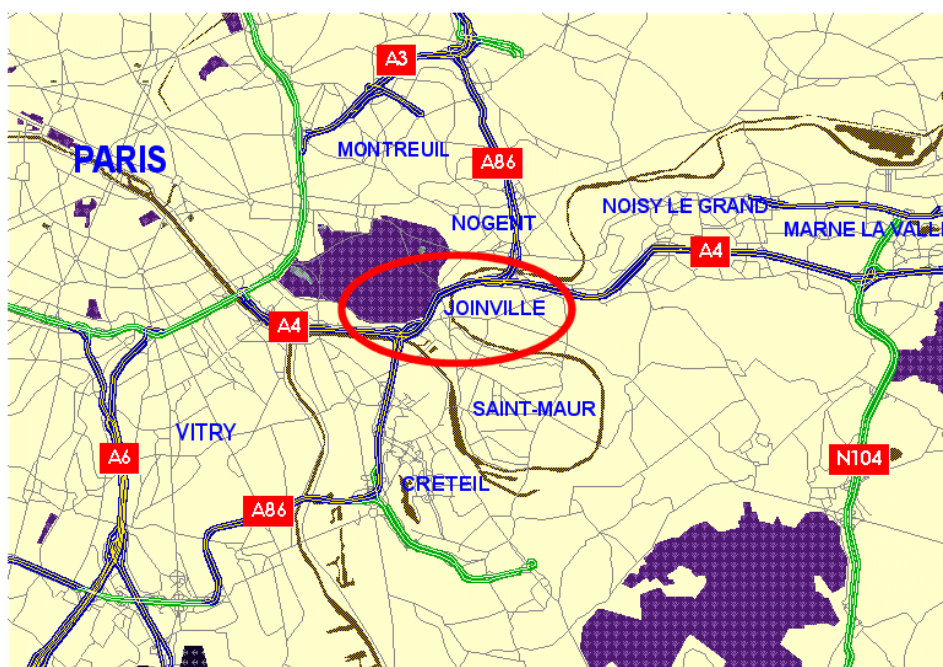 A3
MONTREUIL
PARIS
A86
NOISY LE GRAND
NOGENT
MARNE LA VALLE
A4
JOINVILLE
A4
SAINT-MAUR
VITRY
A6
N104
CRETEIL
A86